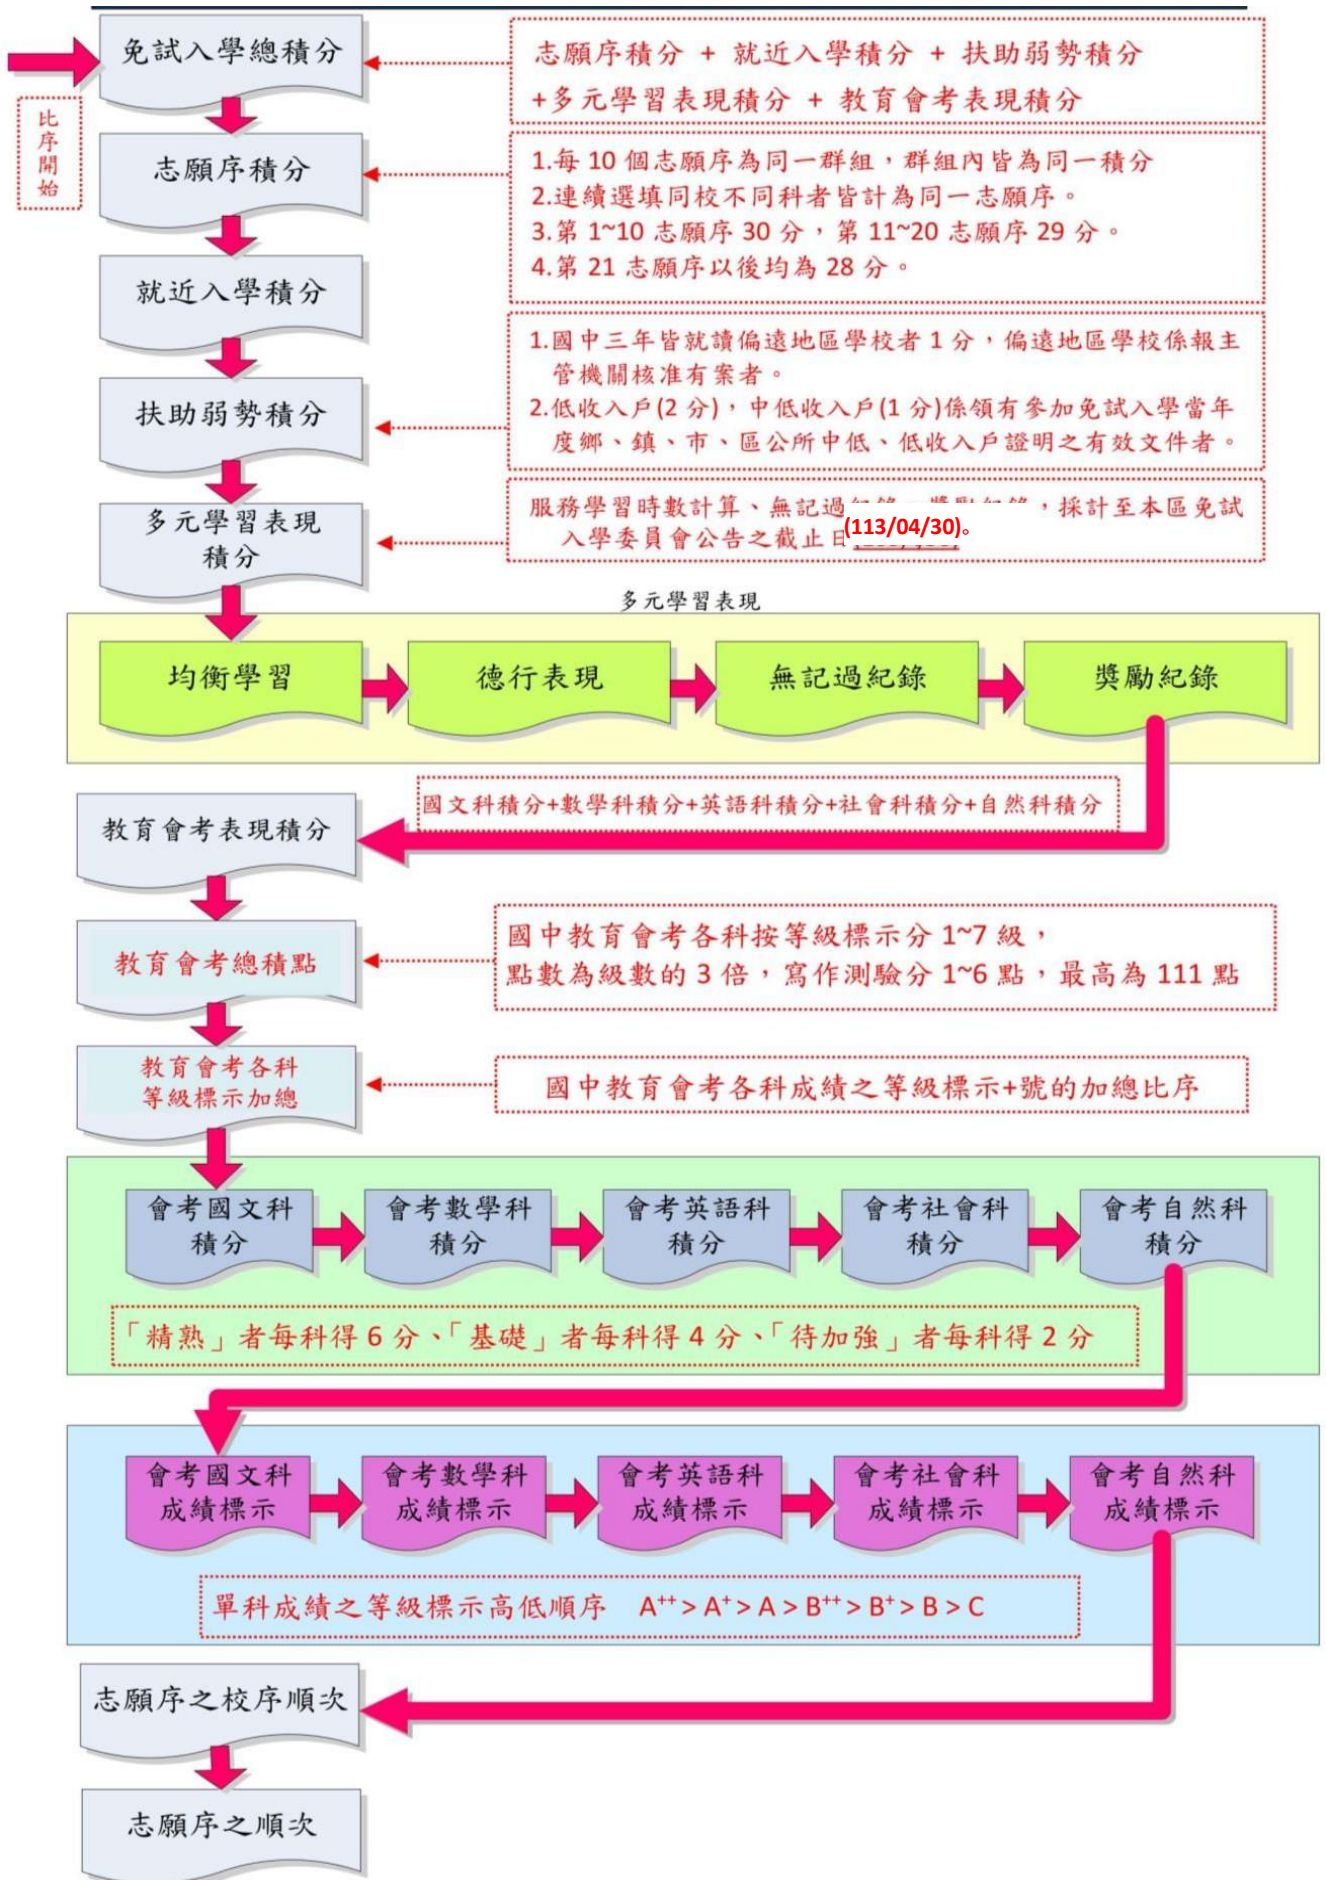 免試入學總積分
志願序積分 + 就近入學積分 + 扶助弱勢積分
+多元學習表現積分 + 教育會考表現積分
比序開始
志願序積分
1.每 10 個志願序為同一群組，群組內皆為同一積分
2.連續選填同校不同科者皆計為同一志願序。
3.第 1~10 志願序 30 分，第 11~20 志願序 29 分。
4.第 21 志願序以後均為 28 分。
就近入學積分
扶助弱勢積分
1.國中三年皆就讀偏遠地區學校者 1 分，偏遠地區學校係報主
管機關核准有案者。
2.低收入戶(2 分)，中低收入戶(1 分)係領有參加免試入學當年
度鄉、鎮、市、區公所中低、低收入戶證明之有效文件者。
多元學習表現
積分
服務學習時數計算、無記過，採計至本區免試
入學委員會公告之截止日(113/04/30)。
多元學習表現
均衡學習
德行表現
無記過紀錄
獎勵紀錄
國文科積分+數學科積分+英語科積分+社會科積分+自然科積分
教育會考表現積分
教育會考總積點
國中教育會考各科按等級標示分 1~7 級，
點數為級數的 3 倍，寫作測驗分 1~6 點，最高為 111 點
教育會考各科
等級標示加總
國中教育會考各科成績之等級標示+號的加總比序
會考國文科
積分
會考數學科
積分
會考英語科
積分
會考社會科
積分
會考自然科
積分
「精熟」者每科得 6 分、「基礎」者每科得 4 分、「待加強」者每科得 2 分
會考國文科
成績標示
會考數學科
成績標示
會考英語科
成績標示
會考社會科
成績標示
會考自然科
成績標示
單科成績之等級標示高低順序 A⁺⁺ > A⁺ > A > B⁺⁺ > B⁺ > B > C
志願序之校序順次
志願序之順次